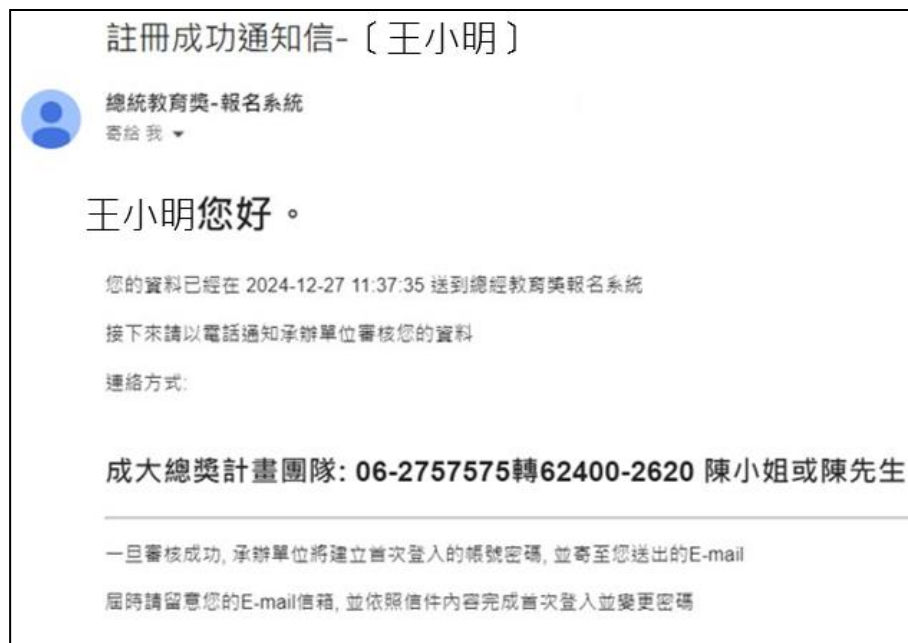 註冊成功通知信-〔王小明〕
總統教育獎-報名系統
寄給 我
王小明您好。
您的資料已經在 2024-12-27 11:37:35 送到總經教育獎報名系統
接下來請以電話通知承辦單位審核您的資料
連絡方式:
成大總獎計畫團隊: 06-2757575轉62400-2620 陳小姐或陳先生
一旦審核成功, 承辦單位將建立首次登入的帳號密碼, 並寄至您送出的E-mail
屆時請留意您的E-mail信箱, 並依照信件內容完成首次登入並變更密碼